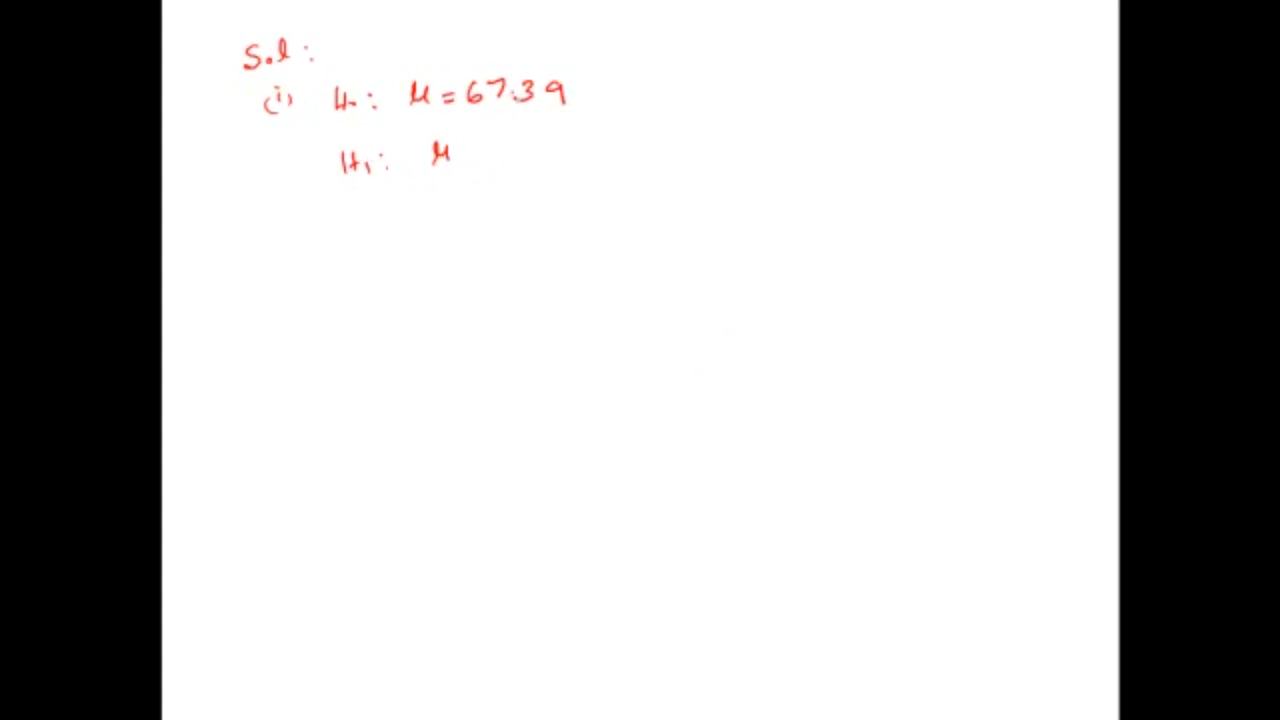 Sol :
(i) H₀ : μ = 67.39
H₁ : μ